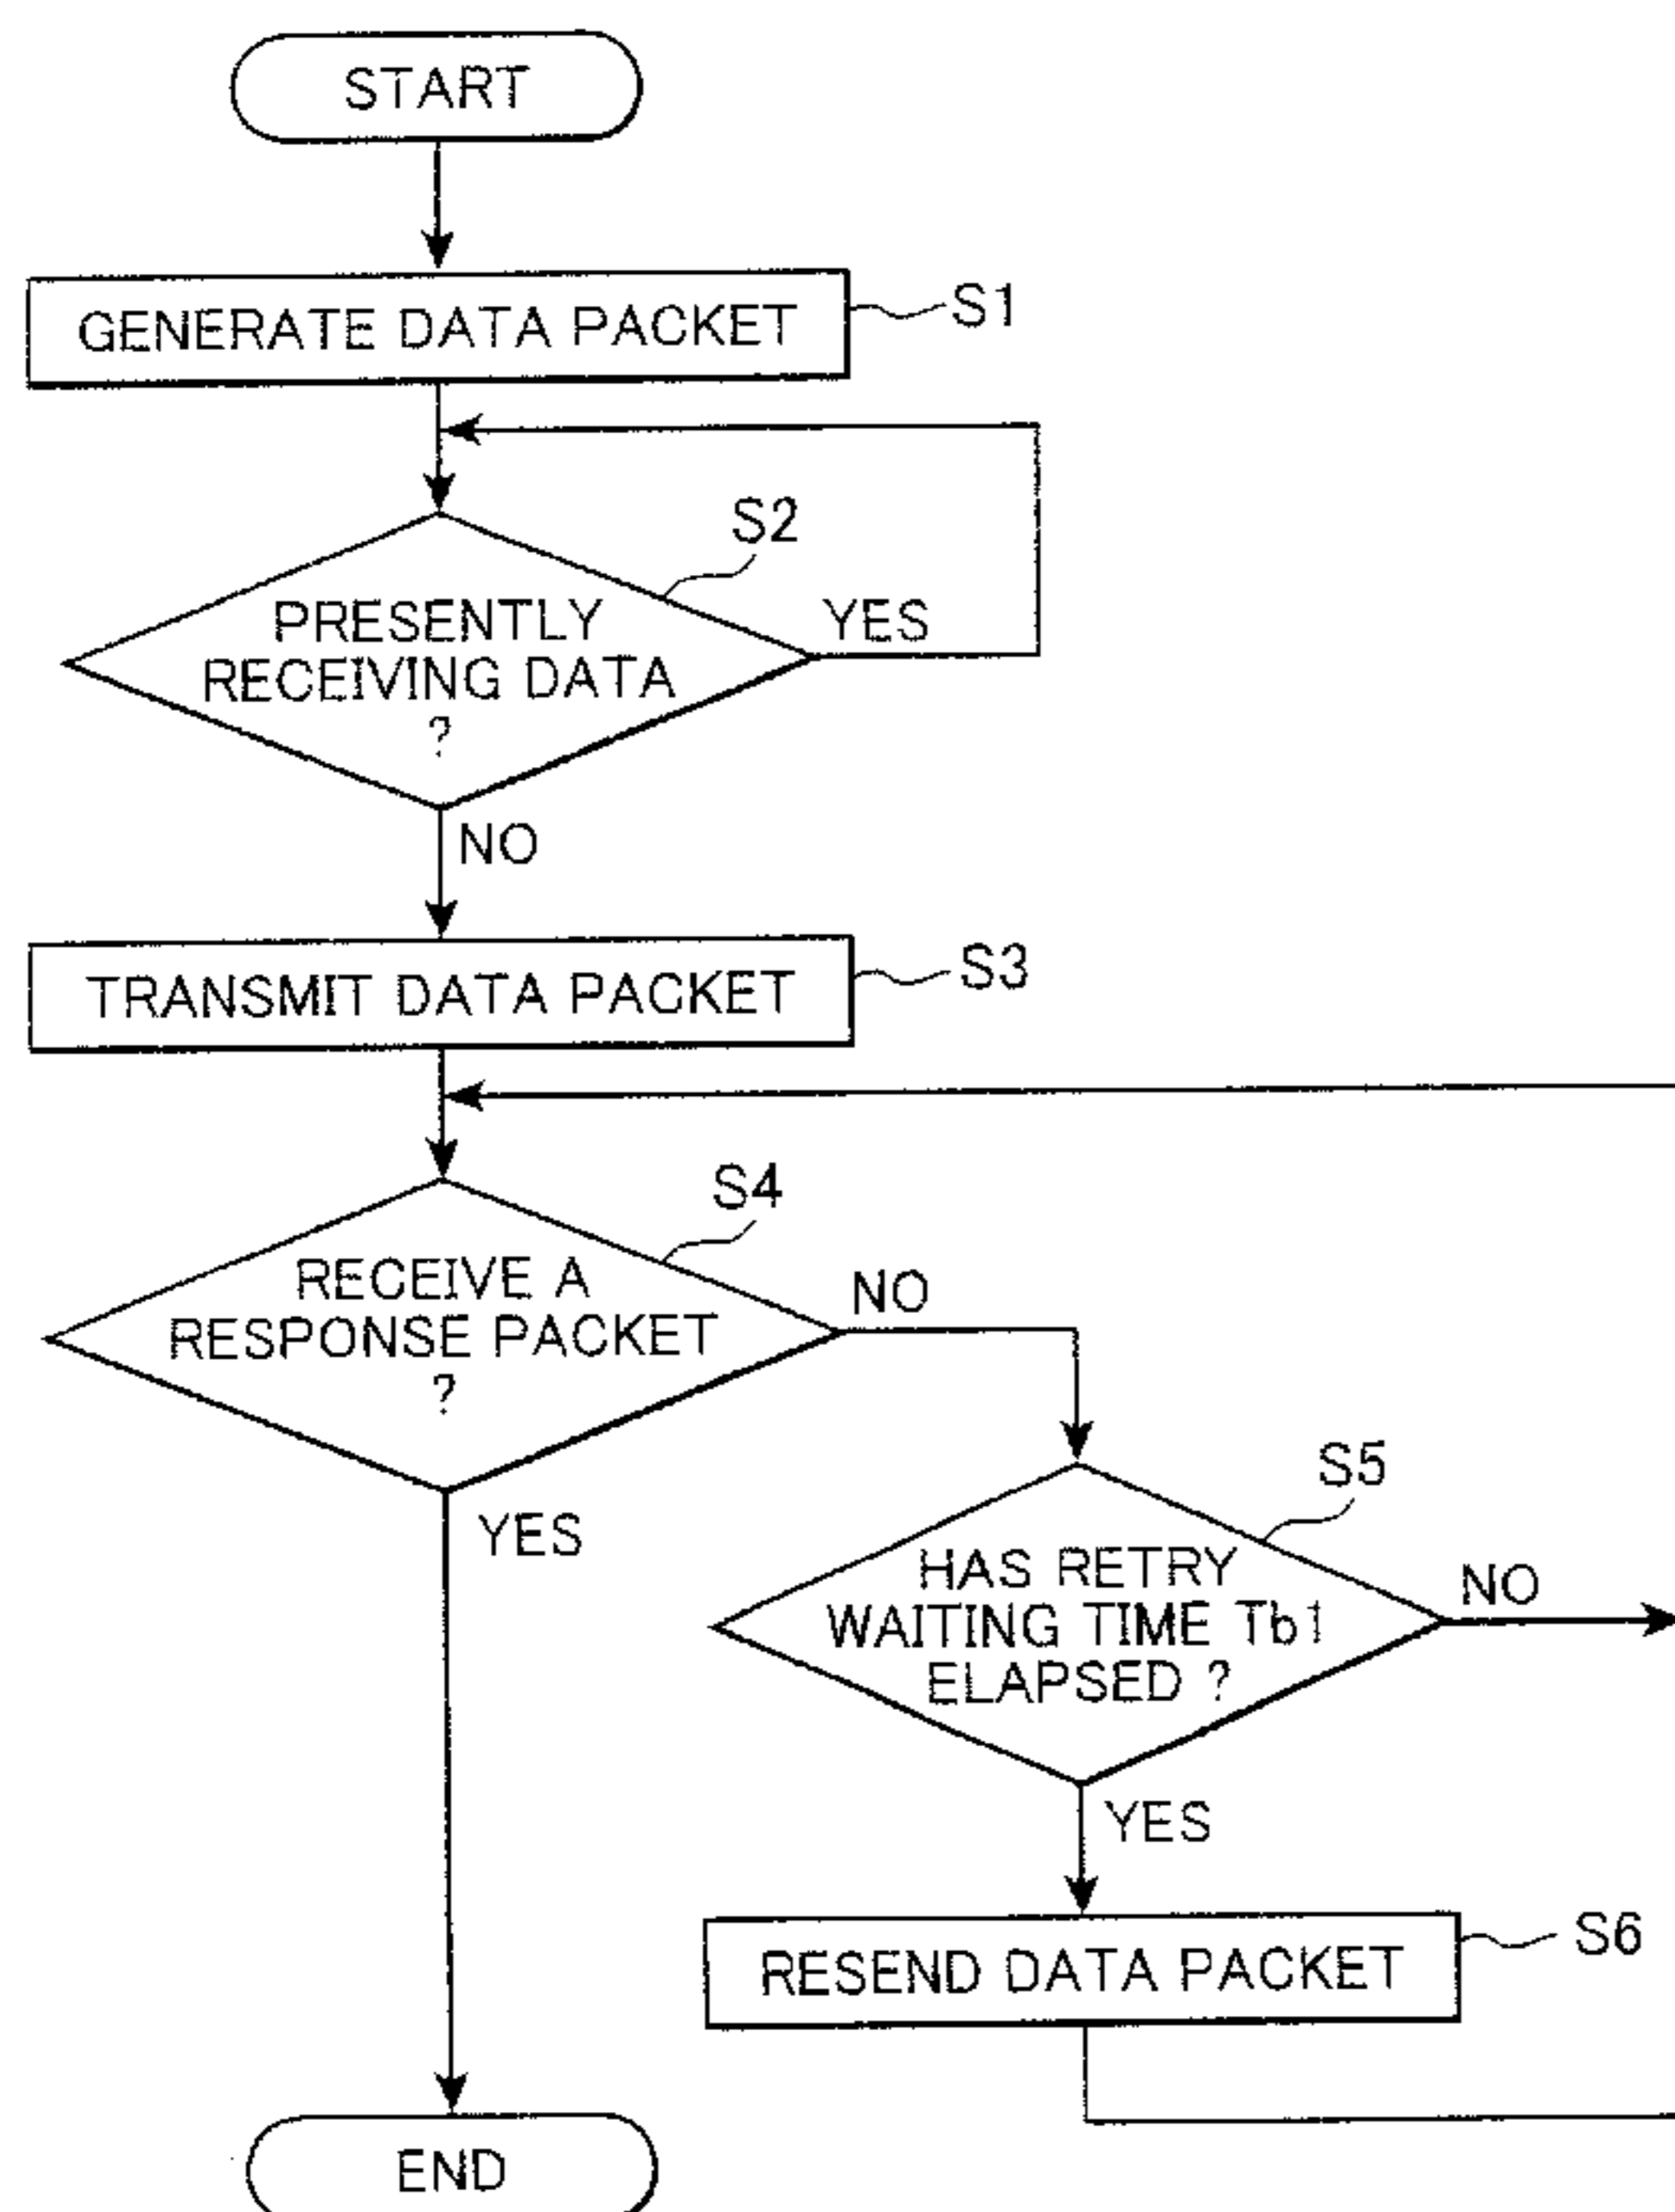 START
GENERATE DATA PACKET
S1
S2
PRESENTLY
RECEIVING DATA
?
YES
NO
TRANSMIT DATA PACKET
S3
S4
RECEIVE A
RESPONSE PACKET
?
NO
YES
S5
HAS RETRY
WAITING TIME Tb1
ELAPSED ?
NO
YES
RESEND DATA PACKET
S6
END